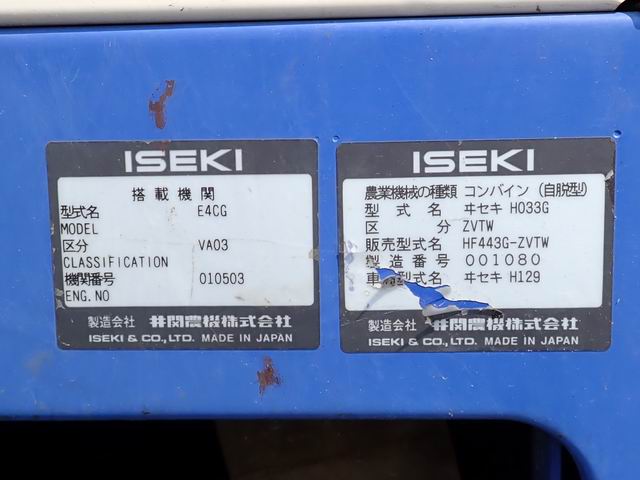 ISEKI
搭載機関
型式名 E4CG
MODEL
区分 VA03
CLASSIFICATION
機関番号 010503
ENG.NO
製造会社 井関農機株式会社
ISEKI & CO.,LTD. MADE IN JAPAN
ISEKI
農業機械の種類 コンバイン (自脱型)
型式名 ヰセキ H033G
区分 ZVTW
販売型式名 HF443G-ZVTW
製造番号 001080
車 型式名 ヰセキ H129
製造会社 井関農機株式会社
ISEKI & CO.,LTD. MADE IN JAPAN